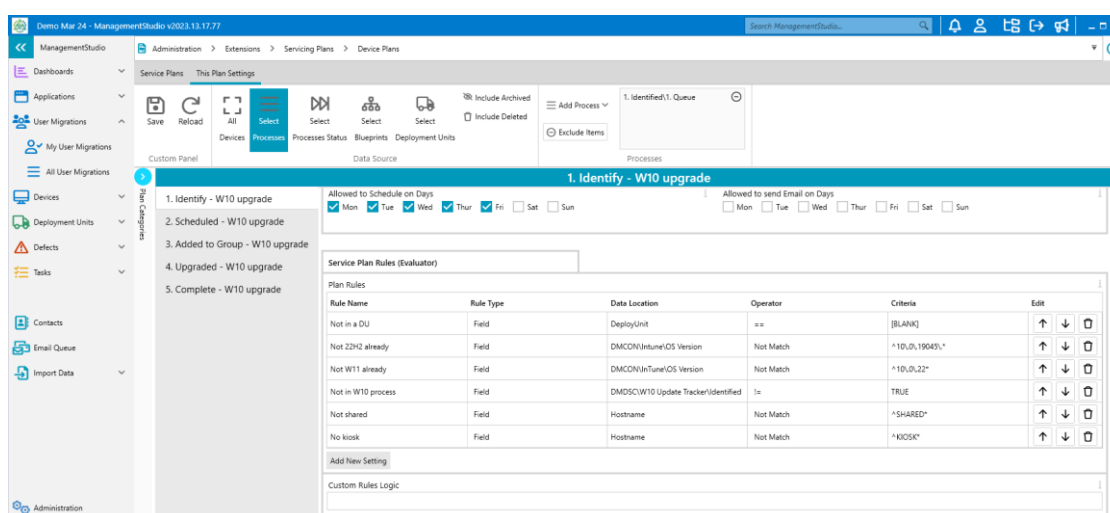 Demo Mar 24 - ManagementStudio v2023.13.17.77
Search ManagementStudio...
ManagementStudio
Administration > Extensions > Servicing Plans > Device Plans
Dashboards
Applications
User Migrations
My User Migrations
All User Migrations
Devices
Deployment Units
Defects
Tasks
Contacts
Email Queue
Import Data
Administration
Service Plans This Plan Settings
Save
Reload
Custom Panel
All Devices
Select Processes
Select Processes Status
Select Blueprints
Select Deployment Units
Data Source
Include Archived
Include Deleted
Add Process
Exclude Items
1. Identified\1. Queue
Processes
Plan Categories
1. Identify - W10 upgrade
1. Identify - W10 upgrade
2. Scheduled - W10 upgrade
3. Added to Group - W10 upgrade
4. Upgraded - W10 upgrade
5. Complete - W10 upgrade
Allowed to Schedule on Days
Mon Tue Wed Thur Fri Sat Sun
Allowed to send Email on Days
Mon Tue Wed Thur Fri Sat Sun
Service Plan Rules (Evaluator)
Plan Rules
Rule Name Rule Type Data Location Operator Criteria Edit
Not in a DU Field DeployUnit == [BLANK]
Not 22H2 already Field DMCON\Intune\OS Version Not Match ^10\.0\.19045\.*
Not W11 already Field DMCON\InTune\OS Version Not Match ^10\.0\.22*
Not in W10 process Field DMDSC\W10 Update Tracker\Identified != TRUE
Not shared Field Hostname Not Match ^SHARED*
No kiosk Field Hostname Not Match ^KIOSK*
Add New Setting
Custom Rules Logic